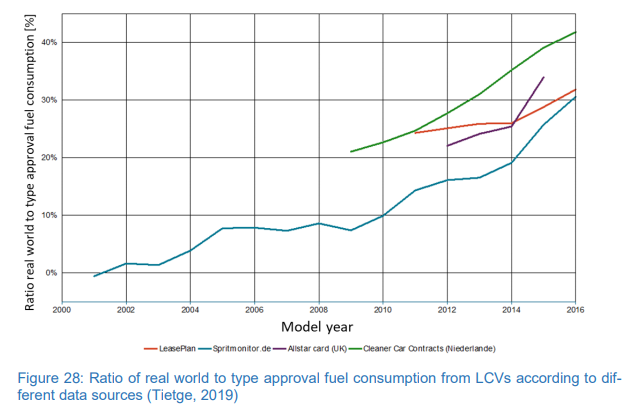 Ratio real world to type approval fuel consumption [%]
40%
30%
20%
10%
0%
2000 2002 2004 2006 2008 2010 2012 2014 2016
Model year
LeasePlan Spritmonitor.de Allstar card (UK) Cleaner Car Contracts (Niederlande)
Figure 28: Ratio of real world to type approval fuel consumption from LCVs according to dif-
ferent data sources (Tietge, 2019)